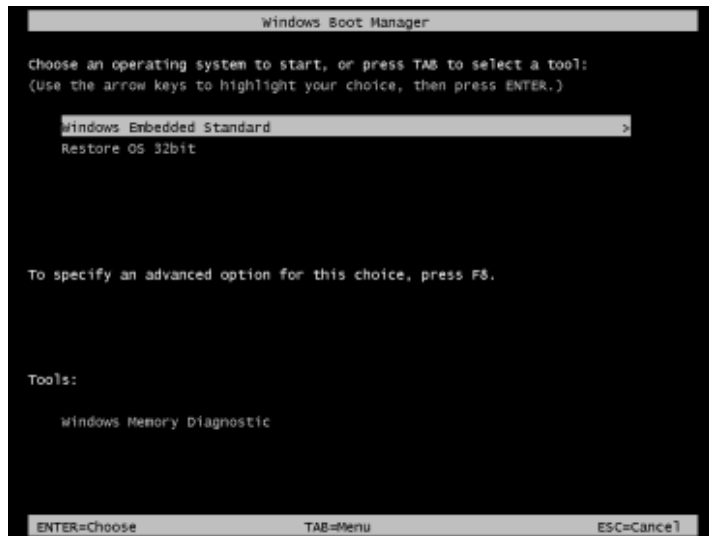 Windows Boot Manager
Choose an operating system to start, or press TAB to select a tool:
(Use the arrow keys to highlight your choice, then press ENTER.)
Windows Embedded Standard >
Restore OS 32bit
To specify an advanced option for this choice, press F8.
Tools:
Windows Memory Diagnostic
ENTER=Choose TAB=Menu ESC=Cancel